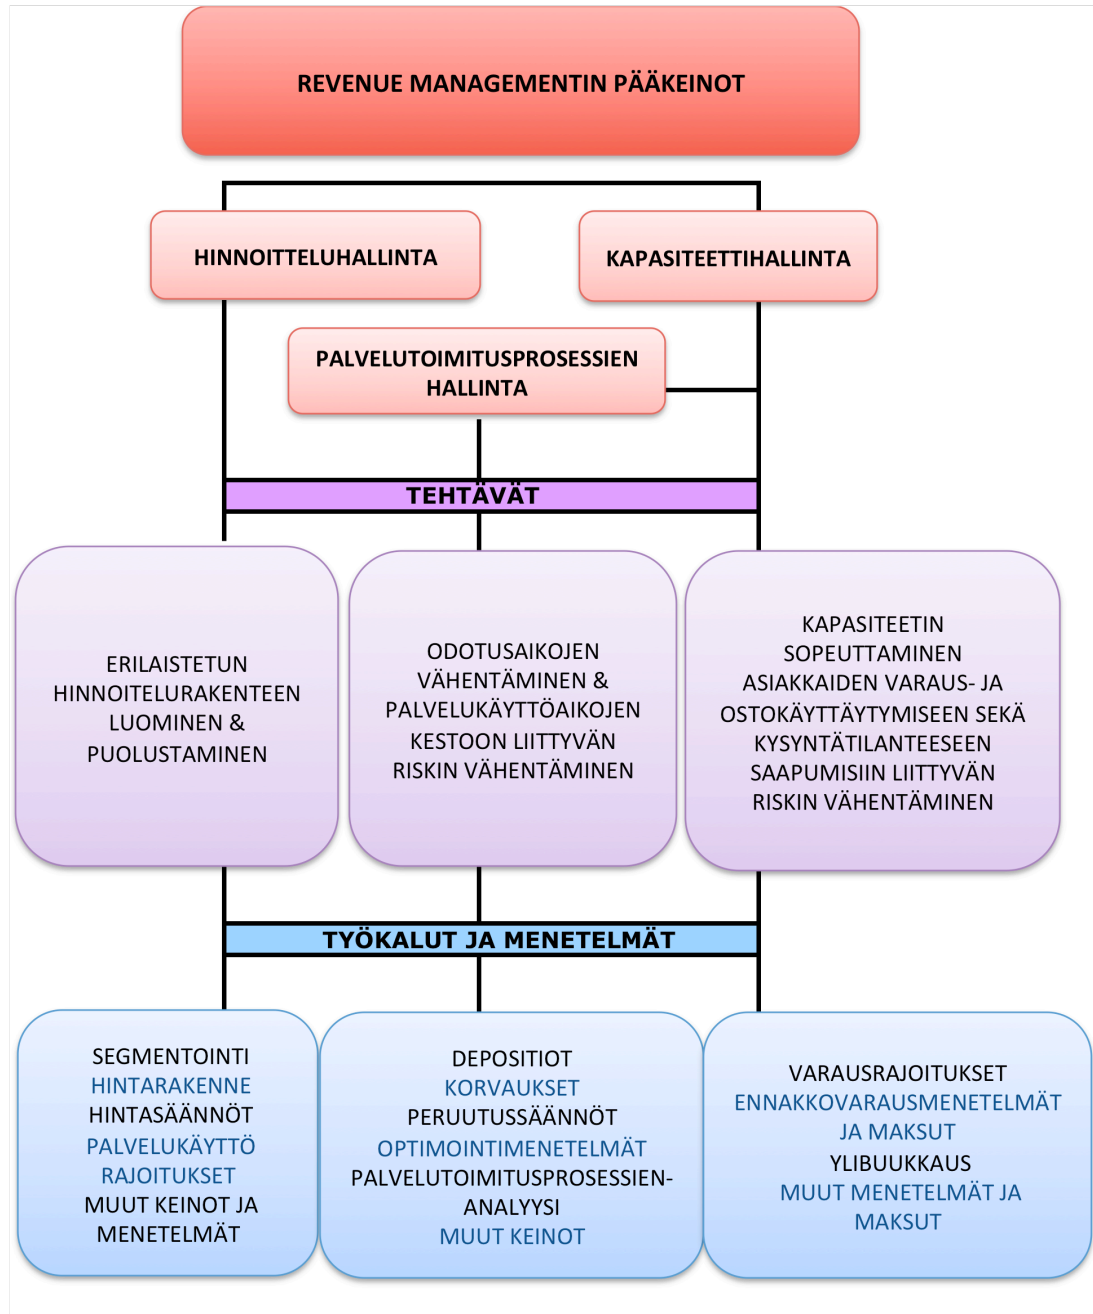 REVENUE MANAGEMENTIN PÄÄKEINOT
HINNOITTELUHALLINTA
KAPASITEETTIHALLINTA
PALVELUTOIMITUSPROSESSIEN
HALLINTA
TEHTÄVÄT
ERILAISTETUN
HINNOITELURAKENTEEN
LUOMINEN &
PUOLUSTAMINEN
ODOTUSAIKOJEN
VÄHENTÄMINEN &
PALVELUKÄYTTÖAIKOJEN
KESTOON LIITTYVÄN
RISKIN VÄHENTÄMINEN
KAPASITEETIN
SOPEUTTAMINEN
ASIAKKAIDEN VARAUS- JA
OSTOKÄYTTÄYTYMISEEN SEKÄ
KYSYNTÄTILANTEESEEN
SAAPUMISIIN LIITTYVÄN
RISKIN VÄHENTÄMINEN
TYÖKALUT JA MENETELMÄT
SEGMENTOINTI
HINTARAKENNE
HINTASÄÄNNÖT
PALVELUKÄYTTÖ
RAJOITUKSET
MUUT KEINOT JA
MENETELMÄT
DEPOSITIOT
KORVAUKSET
PERUUTUSSÄÄNNÖT
OPTIMOINTIMENETELMÄT
PALVELUTOIMITUSPROSESSIEN-
ANALYYSI
MUUT KEINOT
VARAUSRAJOITUKSET
ENNAKKOVARAUSMENETELMÄT
JA MAKSUT
YLIBUUKKAUS
MUUT MENETELMÄT JA
MAKSUT